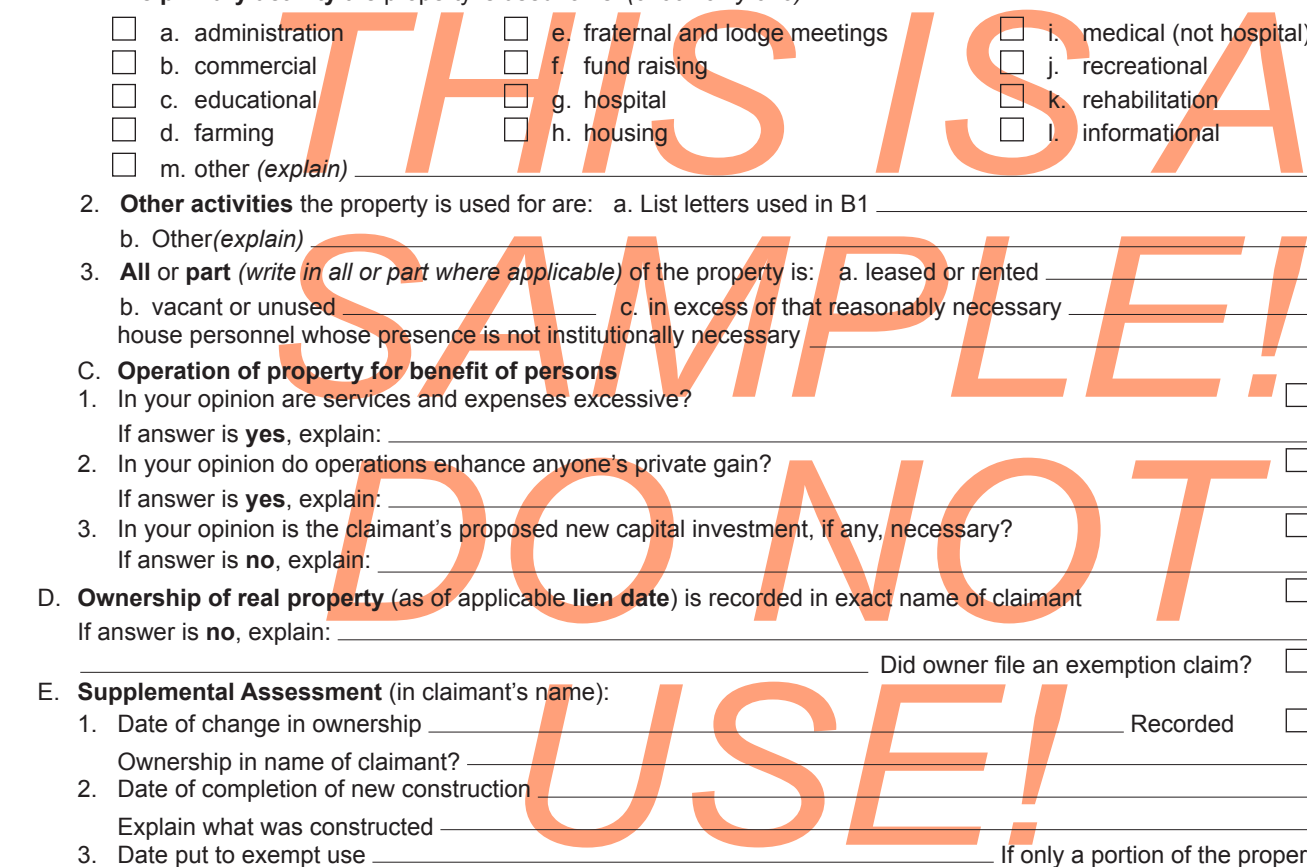 a. administration e. fraternal and lodge meetings i. medical (not hospital)
b. commercial f. fund raising j. recreational
c. educational g. hospital k. rehabilitation
d. farming h. housing l. informational
m. other (explain)
2. Other activities the property is used for are: a. List letters used in B1
b. Other(explain)
3. All or part (write in all or part where applicable) of the property is: a. leased or rented
b. vacant or unused c. in excess of that reasonably necessary
house personnel whose presence is not institutionally necessary
C. Operation of property for benefit of persons
1. In your opinion are services and expenses excessive?
If answer is yes, explain:
2. In your opinion do operations enhance anyone's private gain?
If answer is yes, explain:
3. In your opinion is the claimant's proposed new capital investment, if any, necessary?
If answer is no, explain:
D. Ownership of real property (as of applicable lien date) is recorded in exact name of claimant
If answer is no, explain:
Did owner file an exemption claim?
E. Supplemental Assessment (in claimant's name):
1. Date of change in ownership Recorded
Ownership in name of claimant?
2. Date of completion of new construction
Explain what was constructed
3. Date put to exempt use If only a portion of the proper
THIS IS A
SAMPLE!
DO NOT
USE!